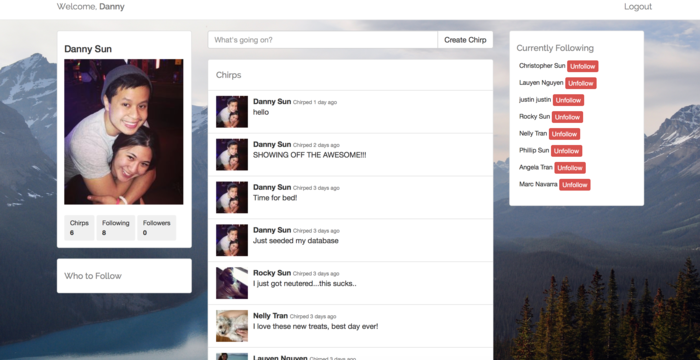 Welcome, Danny
Logout
Danny Sun
Chirps
6
Following
8
Followers
0
Who to Follow
What's going on?
Create Chirp
Chirps
Danny Sun Chirped 1 day ago
hello
Danny Sun Chirped 2 days ago
SHOWING OFF THE AWESOME!!!
Danny Sun Chirped 3 days ago
Time for bed!
Danny Sun Chirped 3 days ago
Just seeded my database
Rocky Sun Chirped 3 days ago
I just got neutered...this sucks..
Nelly Tran Chirped 3 days ago
I love these new treats, best day ever!
Lauyen Nguyen Chirped 3 days ago
Currently Following
Christopher Sun Unfollow
Lauyen Nguyen Unfollow
justin justin Unfollow
Rocky Sun Unfollow
Nelly Tran Unfollow
Phillip Sun Unfollow
Angela Tran Unfollow
Marc Navarra Unfollow